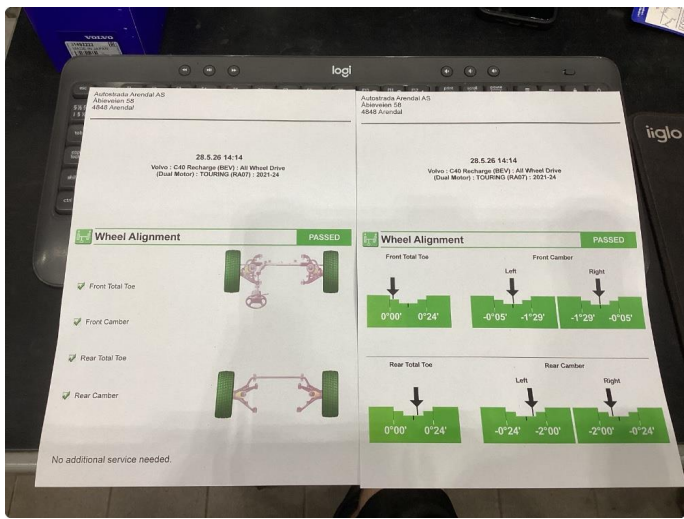 VOLVO
logi
iiglo
Autostrada Arendal AS
Åbieveien 58
4848 Arendal
28.5.26 14:14
Volvo : C40 Recharge (BEV) : All Wheel Drive
(Dual Motor) : TOURING (RA07) : 2021-24
Wheel Alignment PASSED
Front Total Toe
Front Camber
Rear Total Toe
Rear Camber
No additional service needed.
Autostrada Arendal AS
Åbieveien 58
4848 Arendal
28.5.26 14:14
Volvo : C40 Recharge (BEV) : All Wheel Drive
(Dual Motor) : TOURING (RA07) : 2021-24
Wheel Alignment PASSED
Front Total Toe Front Camber
Left Right
0°00' 0°24' -0°05' -1°29' -1°29' -0°05'
Rear Total Toe Rear Camber
Left Right
0°00' 0°24' -0°24' -2°00' -2°00' -0°24'